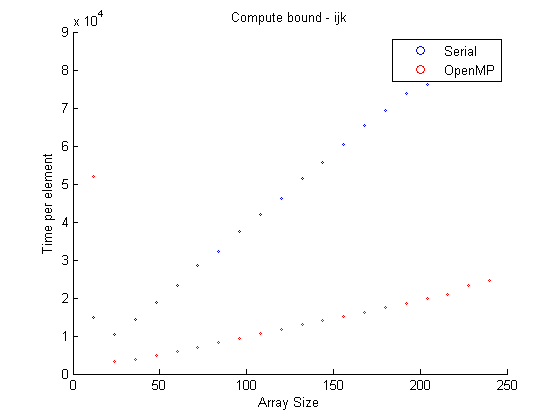 Compute bound - ijk
x 10^4
Serial
OpenMP
Time per element
9
8
7
6
5
4
3
2
1
0
0 50 100 150 200 250
Array Size